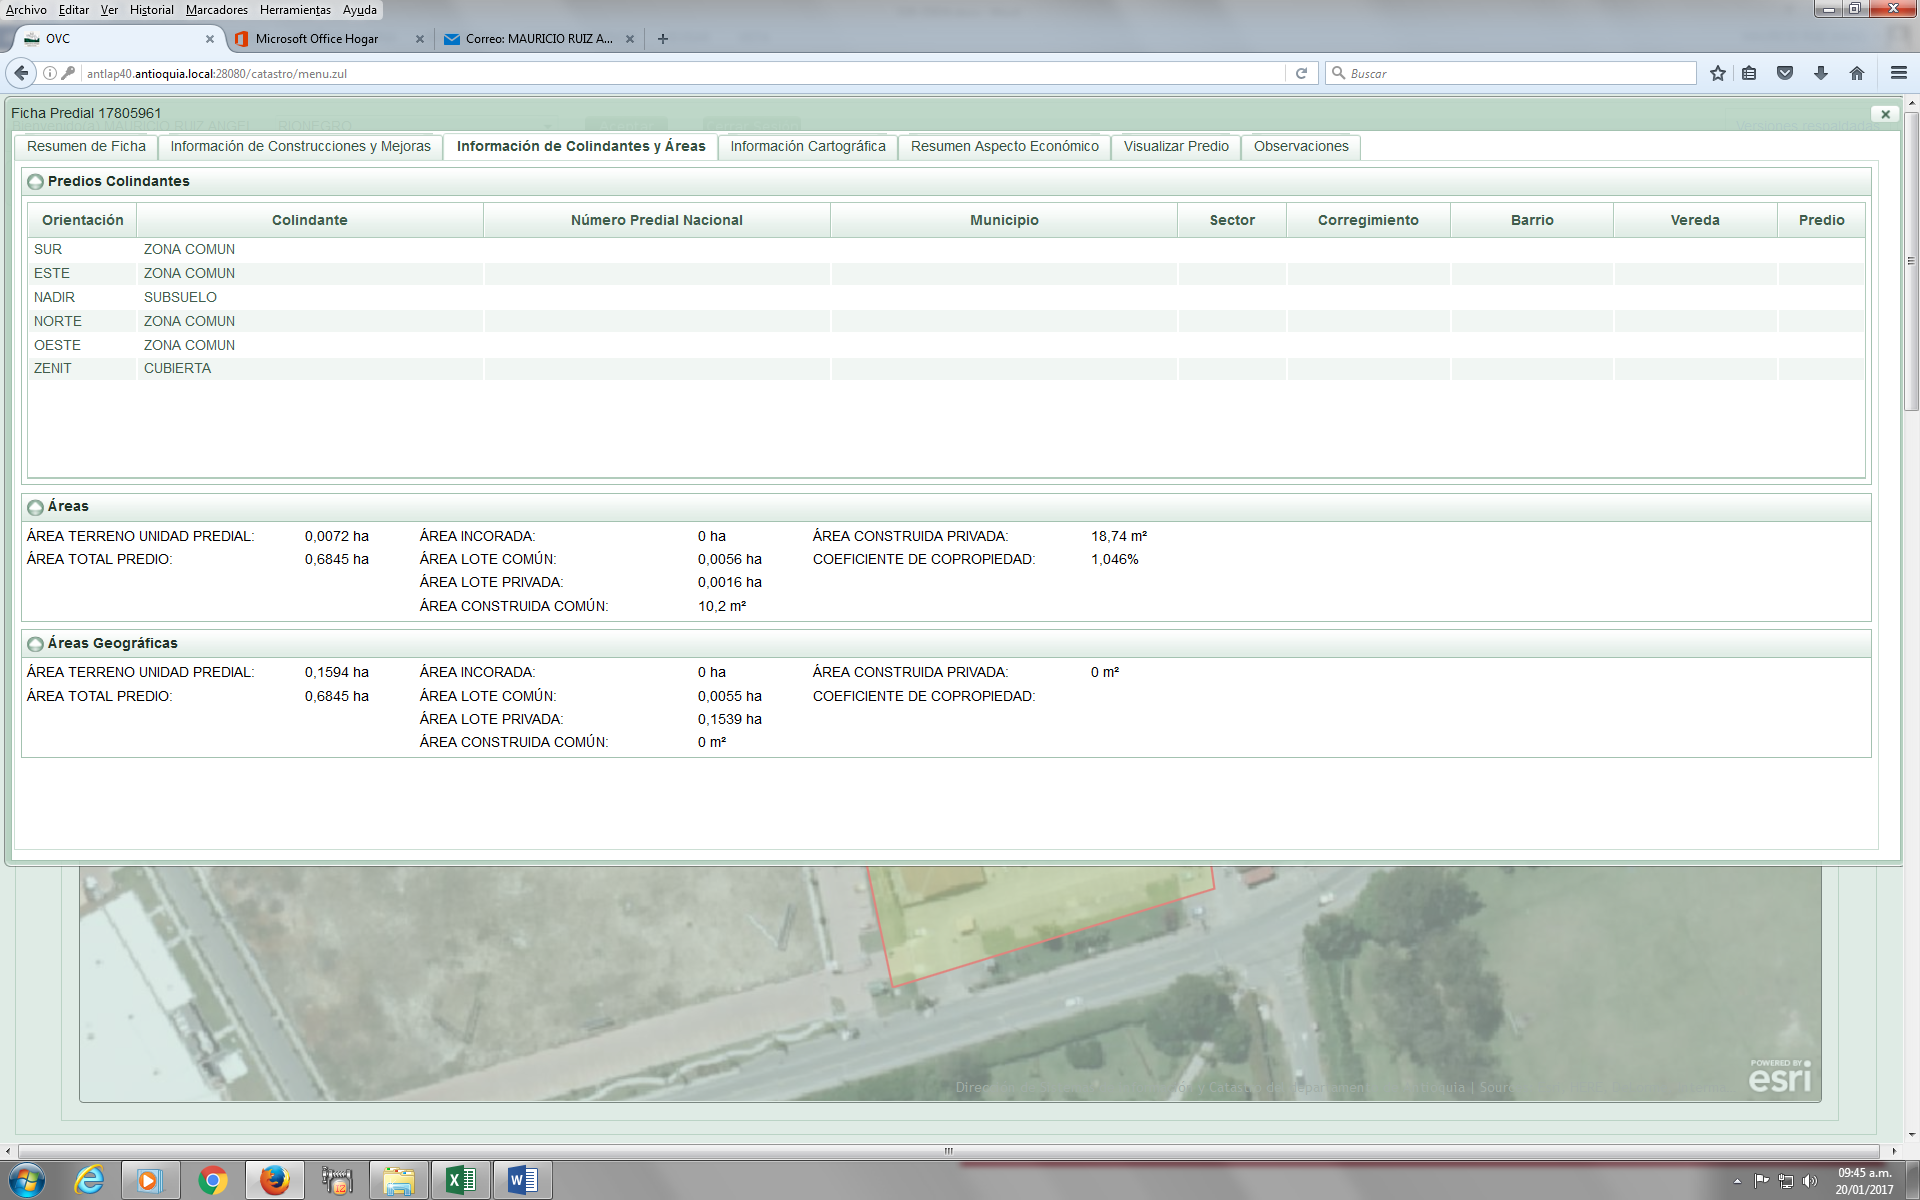 Archivo Editar Ver Historial Marcadores Herramientas Ayuda
OVC Microsoft Office Hogar Correo: MAURICIO RUIZ A...
antlap40.antioquia.local:28080/catastro/menu.zul Buscar
Ficha Predial 17805961
Resumen de Ficha Información de Construcciones y Mejoras Información de Colindantes y Áreas Información Cartográfica Resumen Aspecto Económico Visualizar Predio Observaciones
Predios Colindantes
Orientación Colindante Número Predial Nacional Municipio Sector Corregimiento Barrio Vereda Predio
SUR ZONA COMUN
ESTE ZONA COMUN
NADIR SUBSUELO
NORTE ZONA COMUN
OESTE ZONA COMUN
ZENIT CUBIERTA
Áreas
ÁREA TERRENO UNIDAD PREDIAL: 0,0072 ha ÁREA INCORADA: 0 ha ÁREA CONSTRUIDA PRIVADA: 18,74 m²
ÁREA TOTAL PREDIO: 0,6845 ha ÁREA LOTE COMÚN: 0,0056 ha COEFICIENTE DE COPROPIEDAD: 1,046%
ÁREA LOTE PRIVADA: 0,0016 ha
ÁREA CONSTRUIDA COMÚN: 10,2 m²
Áreas Geográficas
ÁREA TERRENO UNIDAD PREDIAL: 0,1594 ha ÁREA INCORADA: 0 ha ÁREA CONSTRUIDA PRIVADA: 0 m²
ÁREA TOTAL PREDIO: 0,6845 ha ÁREA LOTE COMÚN: 0,0055 ha COEFICIENTE DE COPROPIEDAD:
ÁREA LOTE PRIVADA: 0,1539 ha
ÁREA CONSTRUIDA COMÚN: 0 m²
POWERED BY
esri
09:45 a.m.
20/01/2017